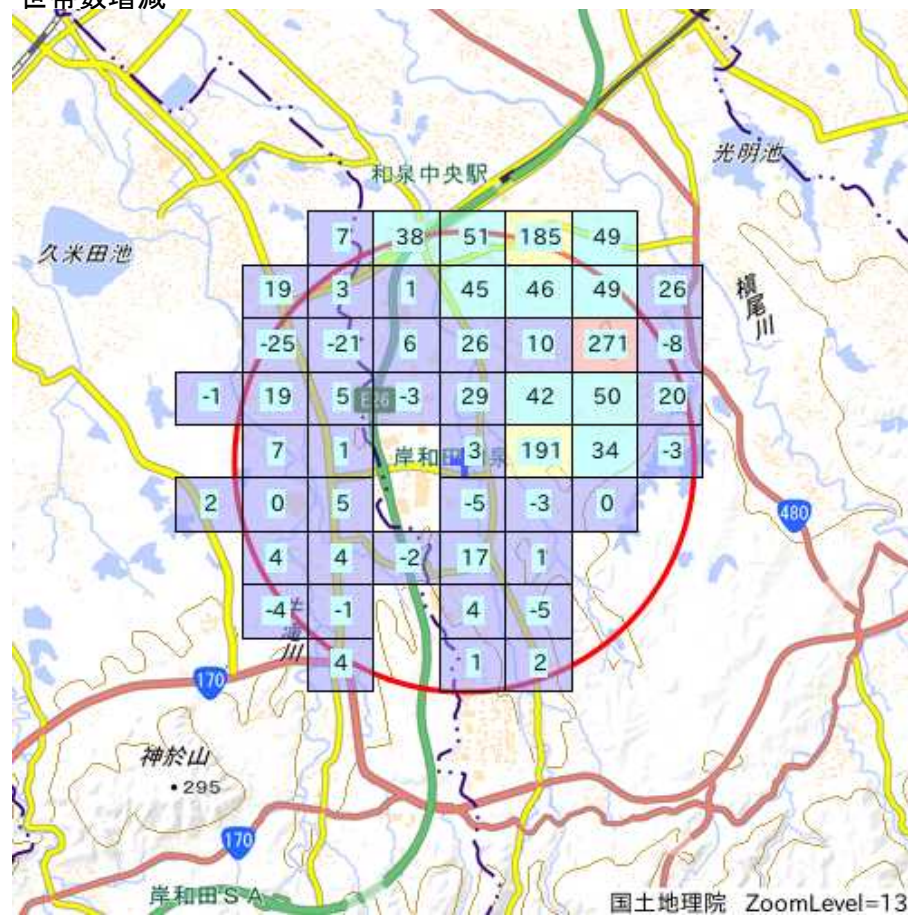 世帯数増減
和泉中央駅
光明池
久米田池
槇尾川
7 38 51 185 49
19 3 1 45 46 49 26
-25 -21 6 26 10 271 -8
-1 19 5 E26 -3 29 42 50 20
7 1 岸和田 3 泉 191 34 -3
2 0 5 -5 -3 0
480
4 4 -2 17 1
-4 -1 4 -5
川
4 1 2
170
神於山
295
170
岸和田SA
国土地理院 ZoomLevel=13